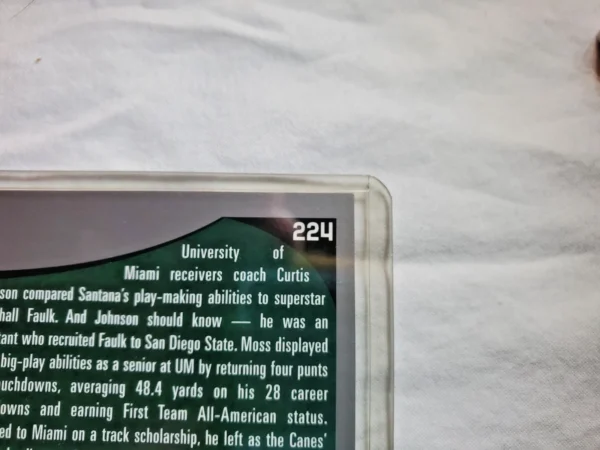 224
University of
Miami receivers coach Curtis
son compared Santana's play-making abilities to superstar
hall Faulk. And Johnson should know — he was an
tant who recruited Faulk to San Diego State. Moss displayed
big-play abilities as a senior at UM by returning four punts
uchdowns, averaging 48.4 yards on his 28 career
owns and earning First Team All-American status.
ed to Miami on a track scholarship, he left as the Canes'